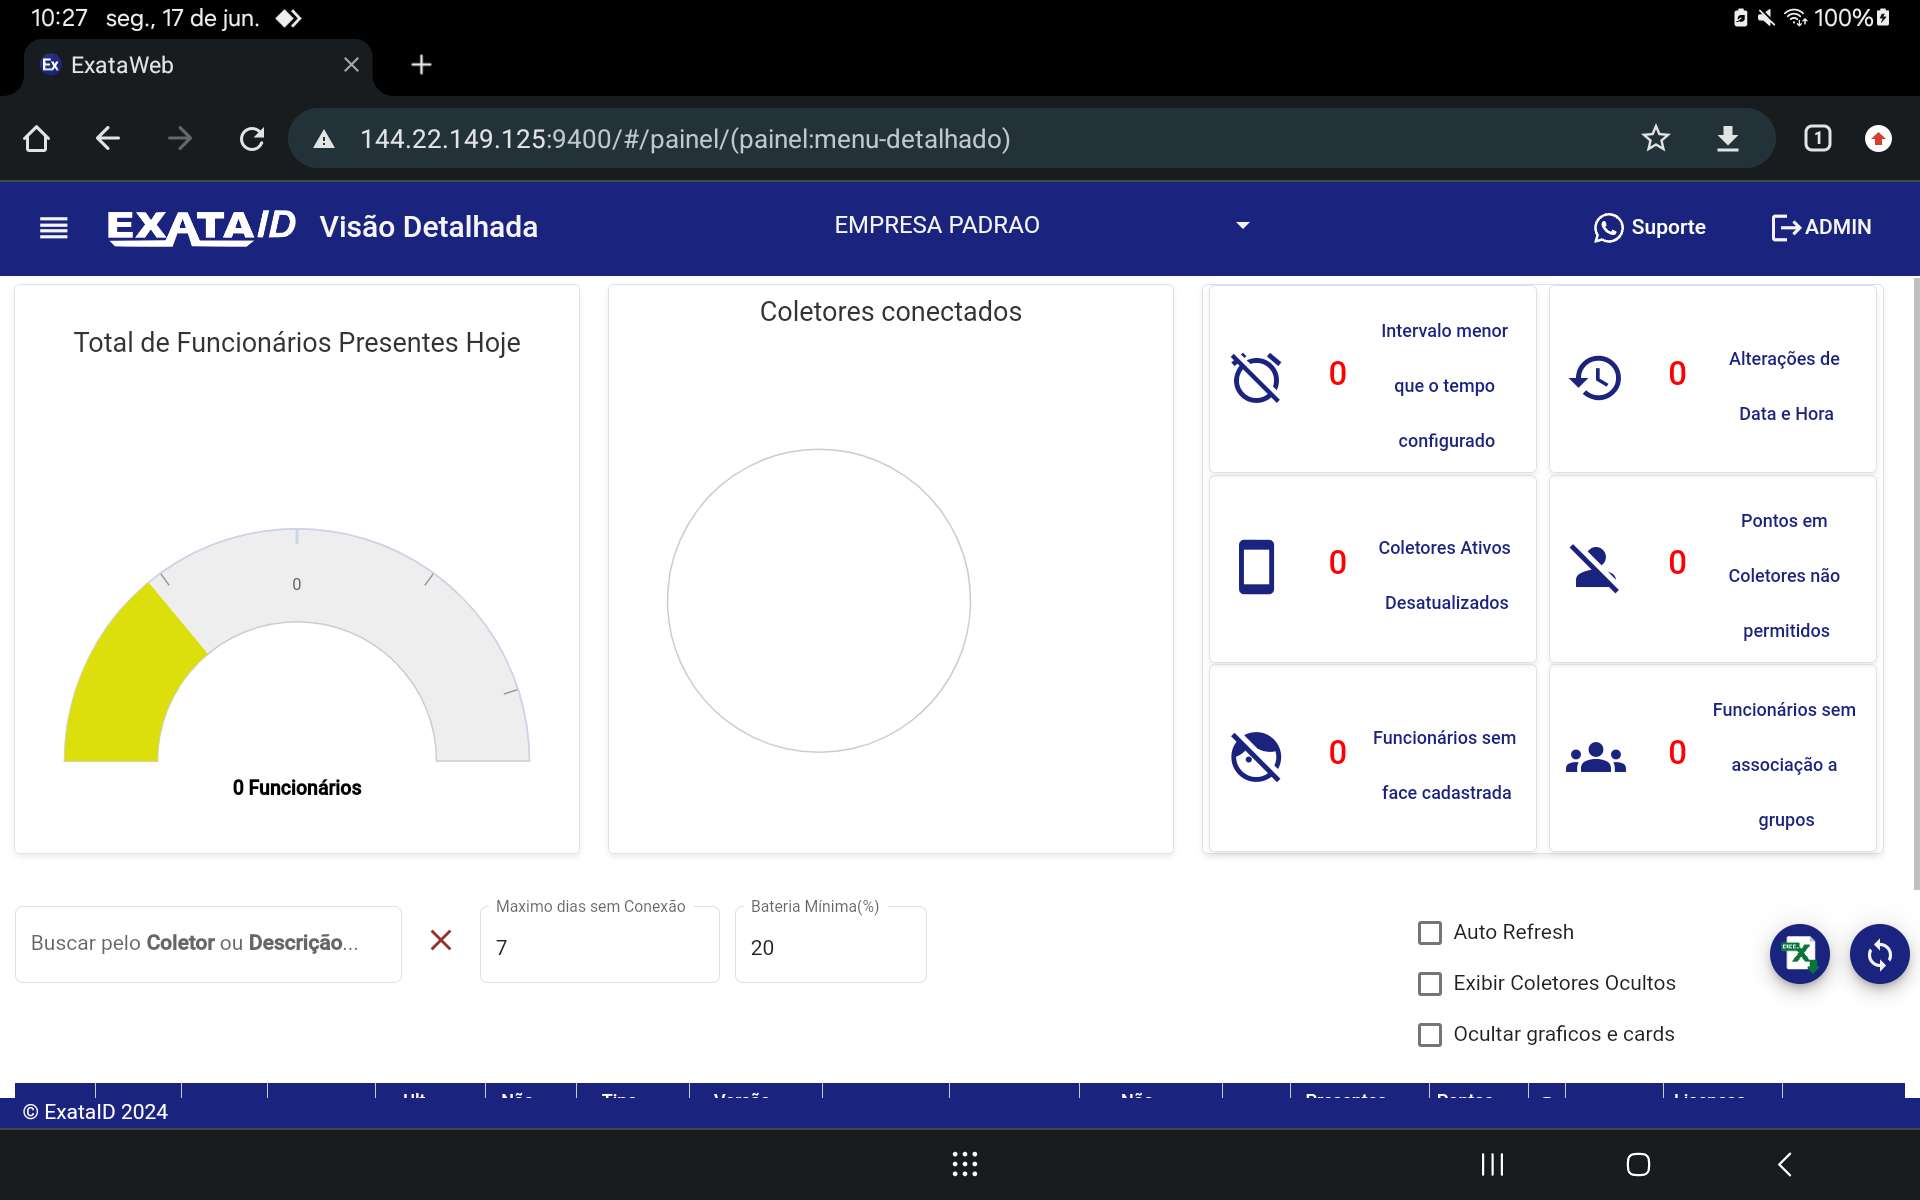 10:27 seg., 17 de jun. 100%
Ex ExataWeb
144.22.149.125:9400/#/painel/(painel:menu-detalhado) 1
EXATAID Visão Detalhada EMPRESA PADRAO Suporte ADMIN
Total de Funcionários Presentes Hoje
0
0 Funcionários
Coletores conectados
0 Intervalo menor
que o tempo
configurado
0 Alterações de
Data e Hora
0 Coletores Ativos
Desatualizados
0 Pontos em
Coletores não
permitidos
0 Funcionários sem
face cadastrada
0 Funcionários sem
associação a
grupos
Buscar pelo Coletor ou Descrição...
Maximo dias sem Conexão
7
Bateria Mínima(%)
20
Auto Refresh
Exibir Coletores Ocultos
Ocultar graficos e cards
© ExataID 2024